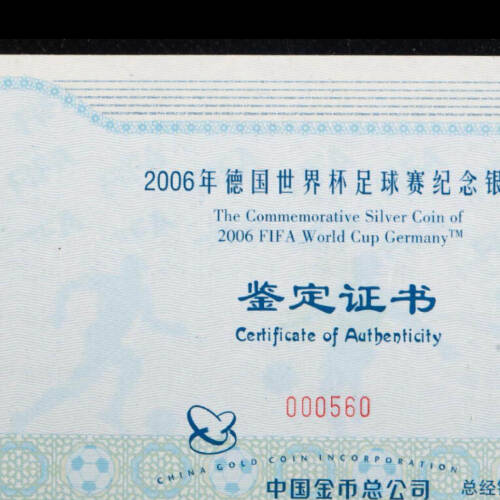 2006年德国世界杯足球赛纪念银
The Commemorative Silver Coin of
2006 FIFA World Cup Germany™
鉴定证书
Certificate of Authenticity
000560
CHINA GOLD COIN INCORPORATION
中国金币总公司 总经